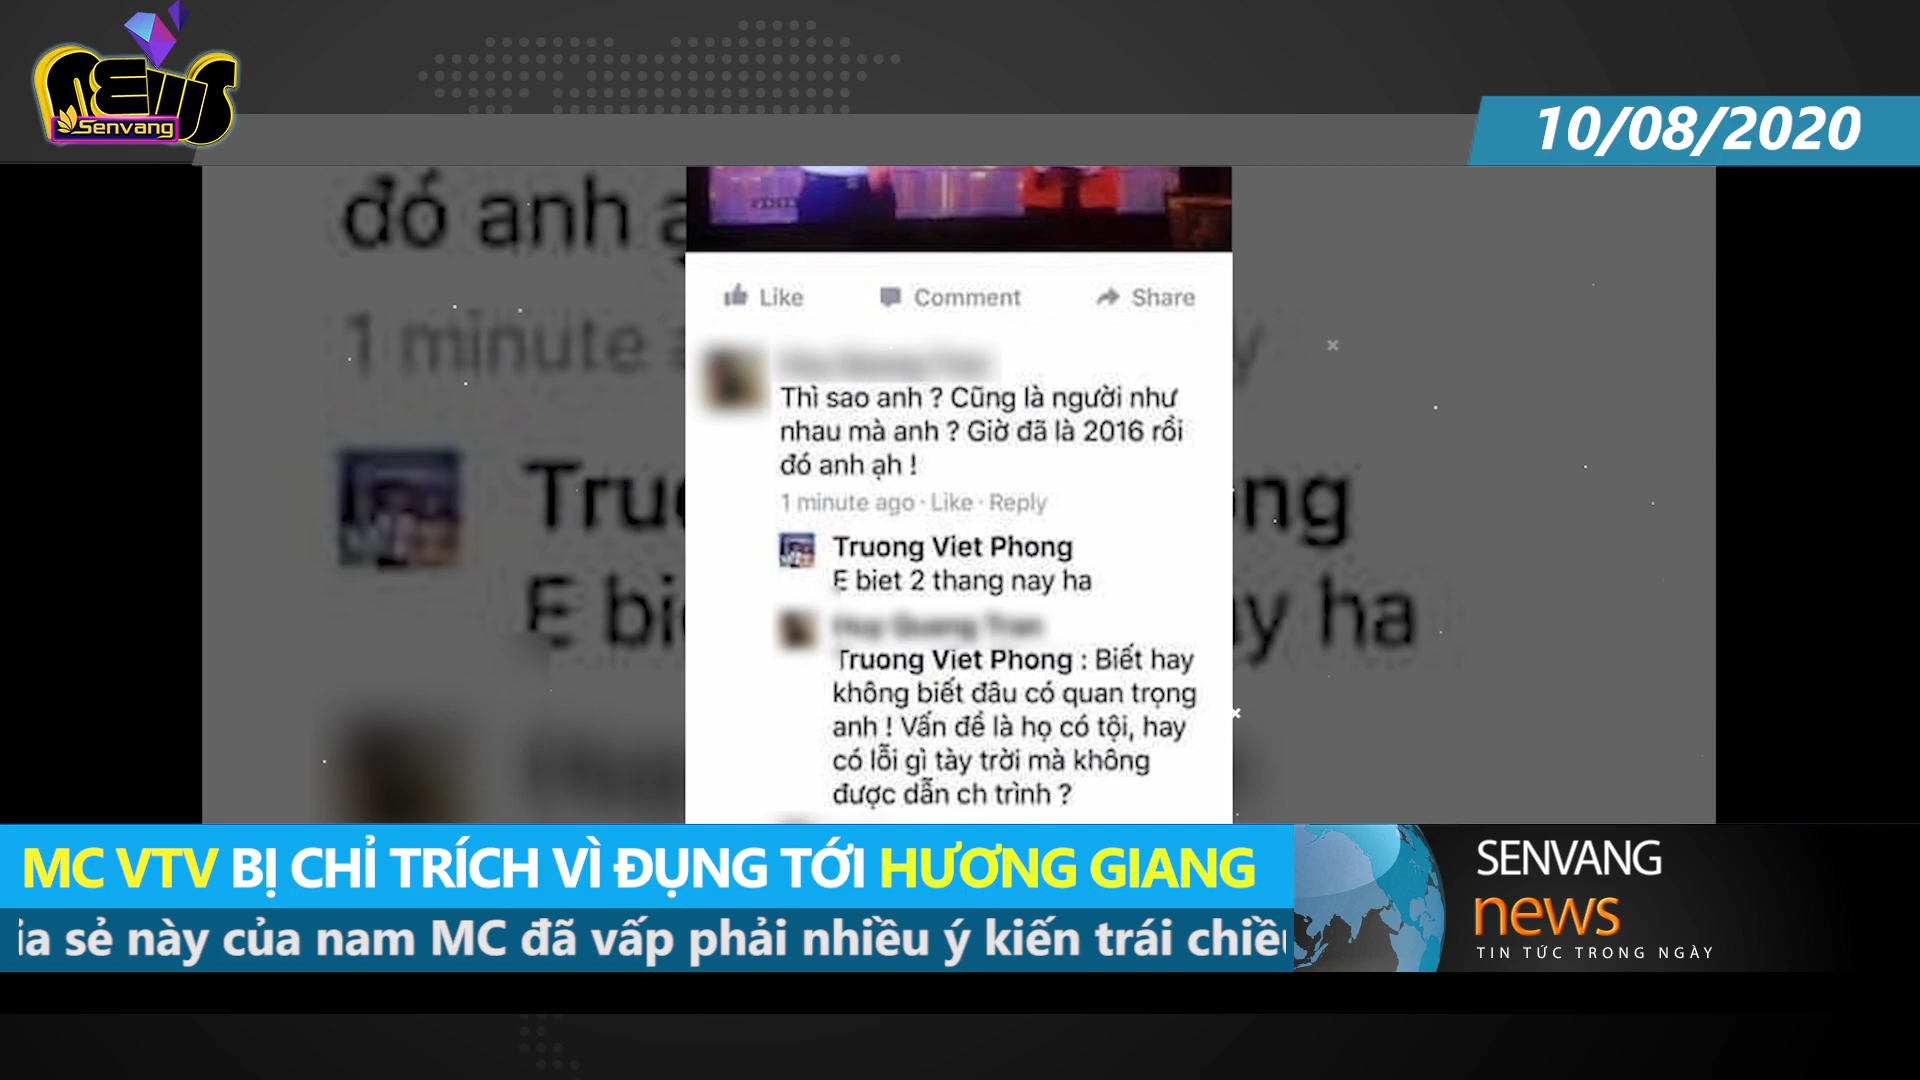 NEWS
Senvang
10/08/2020
đó anh ạ
1 minute a
Truo
ng
E bi
y ha
Like
Comment
Share
Thì sao anh ? Cũng là người như
nhau mà anh ? Giờ đã là 2016 rồi
đó anh ạh !
1 minute ago · Like · Reply
Truong Viet Phong
E biet 2 thang nay ha
Huy Quang Tran
Truong Viet Phong : Biết hay
không biết đâu có quan trọng
anh ! Vấn đề là họ có tội, hay
có lỗi gì tày trời mà không
được dẫn ch trình ?
MC VTV BỊ CHỈ TRÍCH VÌ ĐỤNG TỚI HƯƠNG GIANG
ia sẻ này của nam MC đã vấp phải nhiều ý kiến trái chiều
SENVANG
news
TIN TỨC TRONG NGÀY